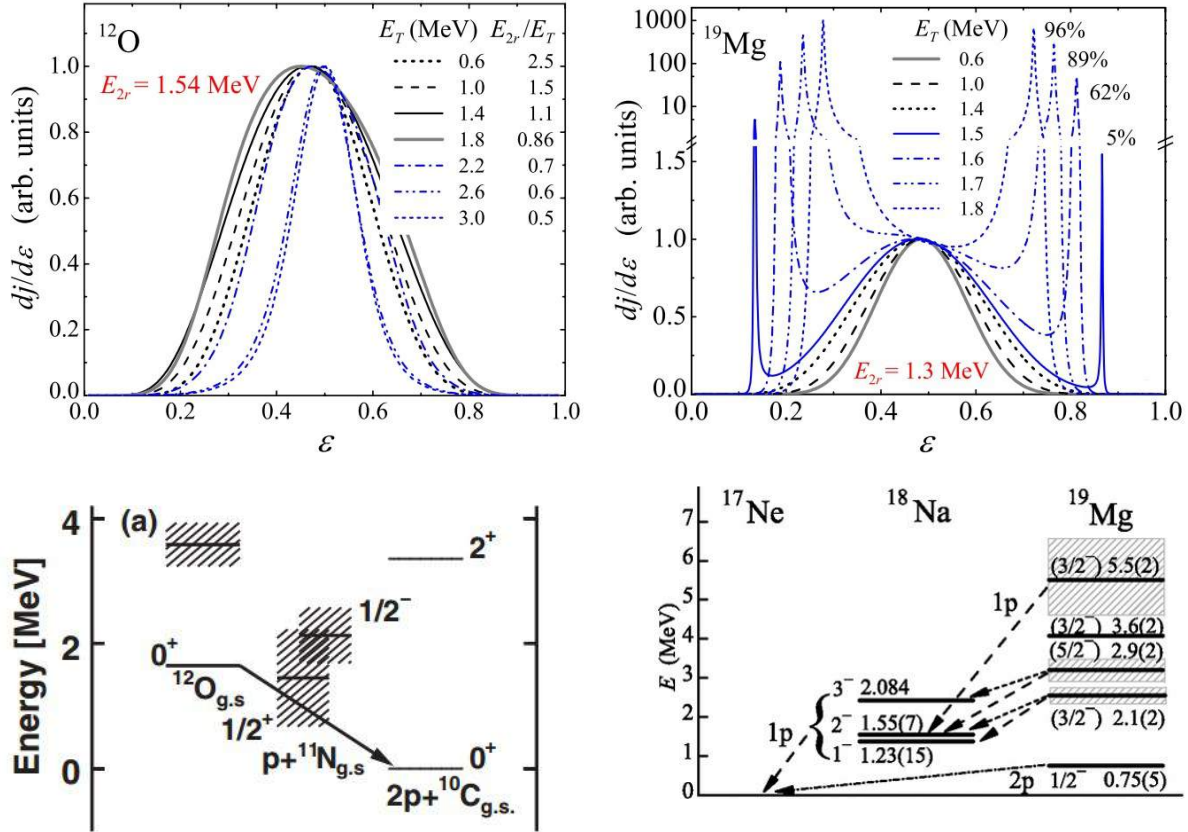 ¹²O
E_{2r} = 1.54 MeV
E_T (MeV) E_{2r}/E_T
0.6 2.5
1.0 1.5
1.4 1.1
1.8 0.86
2.2 0.7
2.6 0.6
3.0 0.5
dj/dε (arb. units)
1.0
0.8
0.6
0.4
0.2
0.0
0.0 0.2 0.4 0.6 0.8 1.0
ε
¹⁹Mg
E_T (MeV)
0.6
1.0
1.4
1.5
1.6
1.7
1.8
96%
89%
62%
5%
E_{2r} = 1.3 MeV
dj/dε (arb. units)
1000
100
10
1.5
1.0
0.5
0.0
0.0 0.2 0.4 0.6 0.8 1.0
ε
(a)
Energy [MeV]
4
2
0
0⁺
¹²O_{g.s}
1/2⁻
1/2⁺
p+¹¹N_{g.s}
2⁺
0⁺
2p+¹⁰C_{g.s.}
¹⁷Ne ¹⁸Na ¹⁹Mg
E (MeV)
7
6
5
4
3
2
1
0
1p
1p
3⁻ 2.084
2⁻ 1.55(7)
1⁻ 1.23(15)
(3/2⁻) 5.5(2)
(3/2⁻) 3.6(2)
(5/2⁻) 2.9(2)
(3/2⁻) 2.1(2)
2p 1/2⁻ 0.75(5)